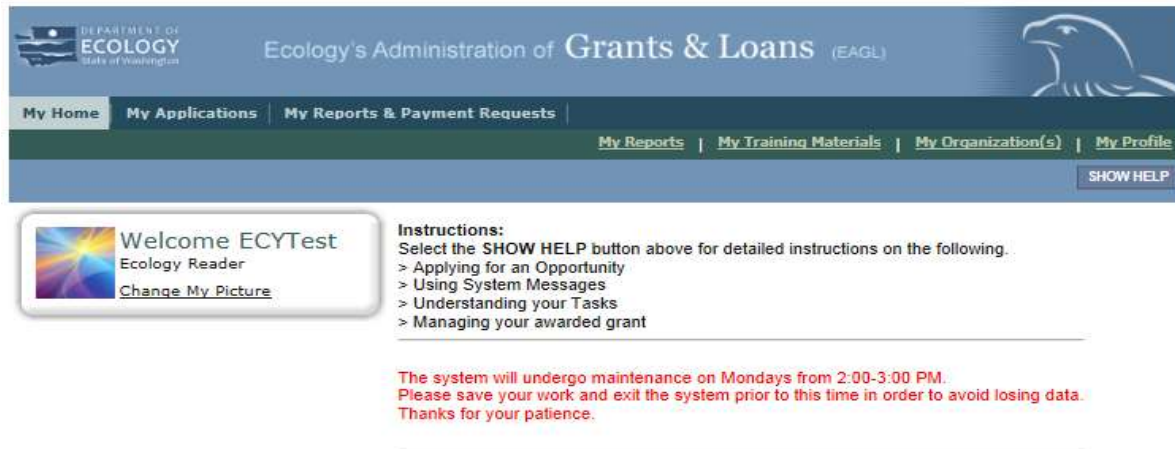 DEPARTMENT OF
ECOLOGY
State of Washington
Ecology's Administration of Grants & Loans (EAGL)
My Home | My Applications | My Reports & Payment Requests |
My Reports | My Training Materials | My Organization(s) | My Profile
SHOW HELP
Welcome ECYTest
Ecology Reader
Change My Picture
Instructions:
Select the SHOW HELP button above for detailed instructions on the following.
> Applying for an Opportunity
> Using System Messages
> Understanding your Tasks
> Managing your awarded grant
The system will undergo maintenance on Mondays from 2:00-3:00 PM.
Please save your work and exit the system prior to this time in order to avoid losing data.
Thanks for your patience.